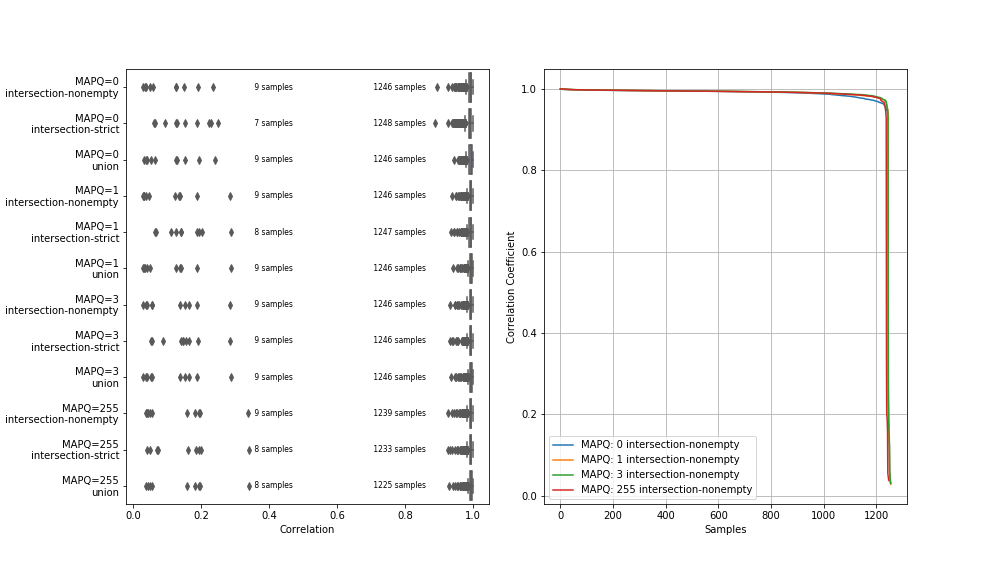 MAPQ=0
intersection-nonempty
9 samples
1246 samples
MAPQ=0
intersection-strict
7 samples
1248 samples
MAPQ=0
union
9 samples
1246 samples
MAPQ=1
intersection-nonempty
9 samples
1246 samples
MAPQ=1
intersection-strict
8 samples
1247 samples
MAPQ=1
union
9 samples
1246 samples
MAPQ=3
intersection-nonempty
9 samples
1246 samples
MAPQ=3
intersection-strict
9 samples
1246 samples
MAPQ=3
union
9 samples
1246 samples
MAPQ=255
intersection-nonempty
9 samples
1239 samples
MAPQ=255
intersection-strict
8 samples
1233 samples
MAPQ=255
union
8 samples
1225 samples
0.0 0.2 0.4 0.6 0.8 1.0
Correlation
Correlation Coefficient
1.0
0.8
0.6
0.4
0.2
0.0
MAPQ: 0 intersection-nonempty
MAPQ: 1 intersection-nonempty
MAPQ: 3 intersection-nonempty
MAPQ: 255 intersection-nonempty
0 200 400 600 800 1000 1200
Samples